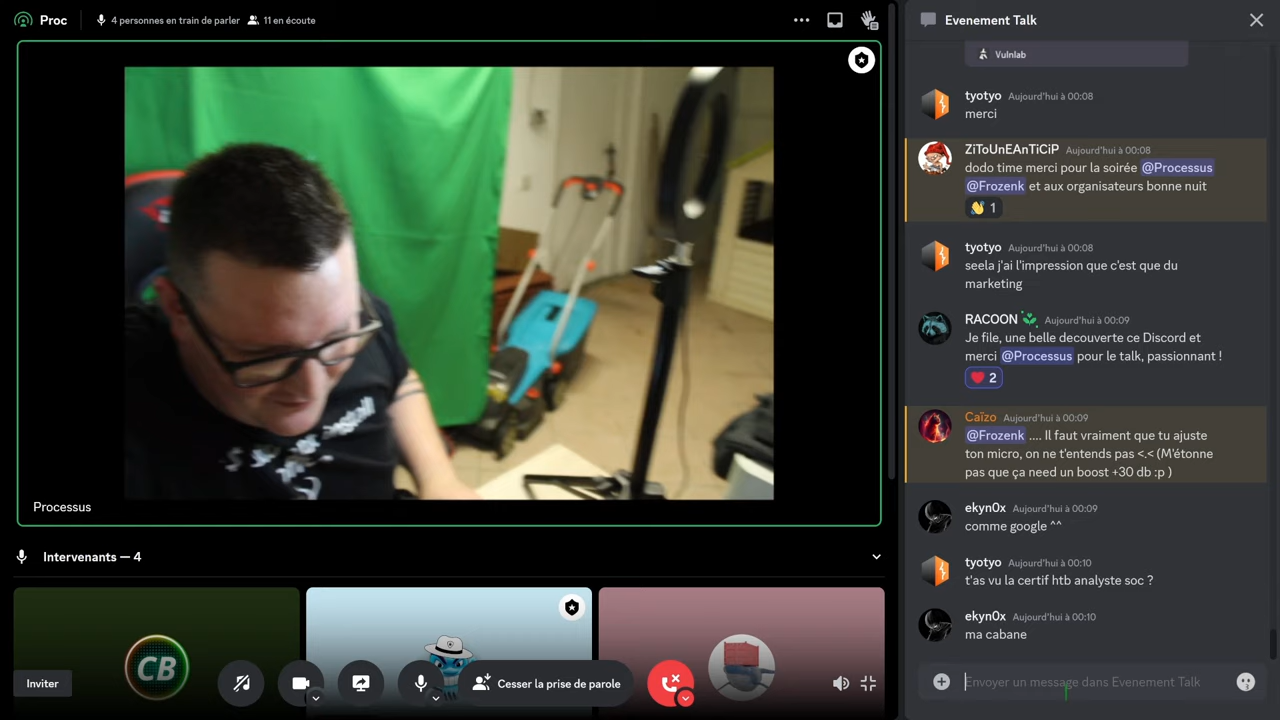 Proc
4 personnes en train de parler
11 en écoute
Processus
Intervenants — 4
CB
Inviter
Cesser la prise de parole
Evenement Talk
Vulnlab
tyotyo Aujourd'hui à 00:08
merci
ZiToUnEAnTiCiP Aujourd'hui à 00:08
dodo time merci pour la soirée @Processus
@Frozenk et aux organisateurs bonne nuit
1
tyotyo Aujourd'hui à 00:08
seela j'ai l'impression que c'est que du
marketing
RACOON Aujourd'hui à 00:09
Je file, une belle decouverte ce Discord et
merci @Processus pour le talk, passionnant !
2
Caïzo Aujourd'hui à 00:09
@Frozenk .... Il faut vraiment que tu ajuste
ton micro, on ne t'entends pas <.< (M'étonne
pas que ça need un boost +30 db :p )
ekyn0x Aujourd'hui à 00:09
comme google ^^
tyotyo Aujourd'hui à 00:10
t'as vu la certif htb analyste soc ?
ekyn0x Aujourd'hui à 00:10
ma cabane
Envoyer un message dans Evenement Talk